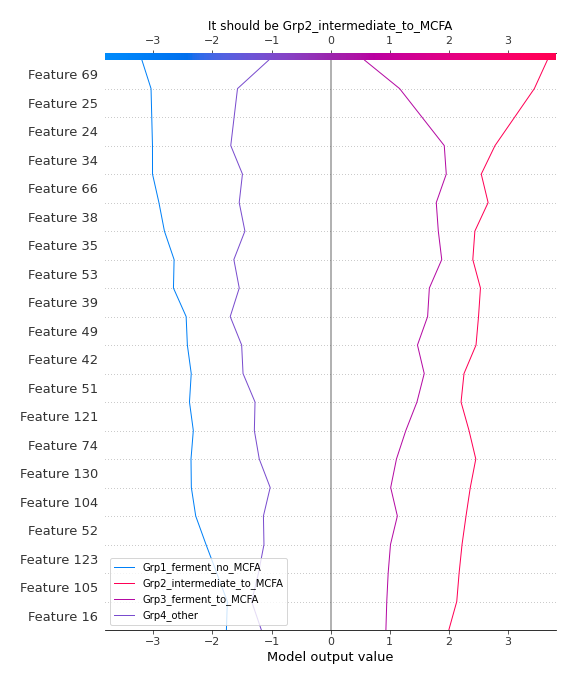 It should be Grp2_intermediate_to_MCFA
−3 −2 −1 0 1 2 3
Feature 69
Feature 25
Feature 24
Feature 34
Feature 66
Feature 38
Feature 35
Feature 53
Feature 39
Feature 49
Feature 42
Feature 51
Feature 121
Feature 74
Feature 130
Feature 104
Feature 52
Feature 123
Feature 105
Feature 16
Grp1_ferment_no_MCFA
Grp2_intermediate_to_MCFA
Grp3_ferment_to_MCFA
Grp4_other
−3 −2 −1 0 1 2 3
Model output value